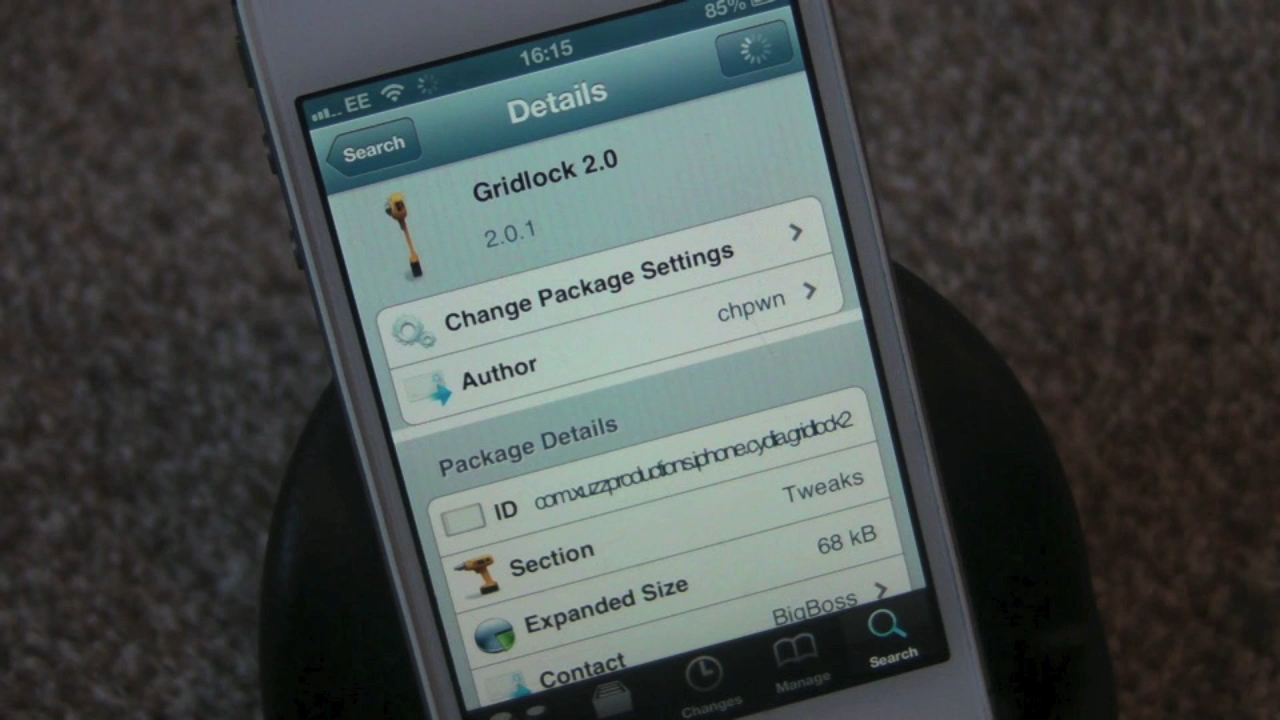 EE 16:15 85%
Search Details
Gridlock 2.0
2.0.1
Change Package Settings
Author chpwn
Package Details
ID com.xuzzproductions.iphone.cydia.gridlock2
Section Tweaks
Expanded Size 68 kB
Contact BigBoss
Changes Manage Search